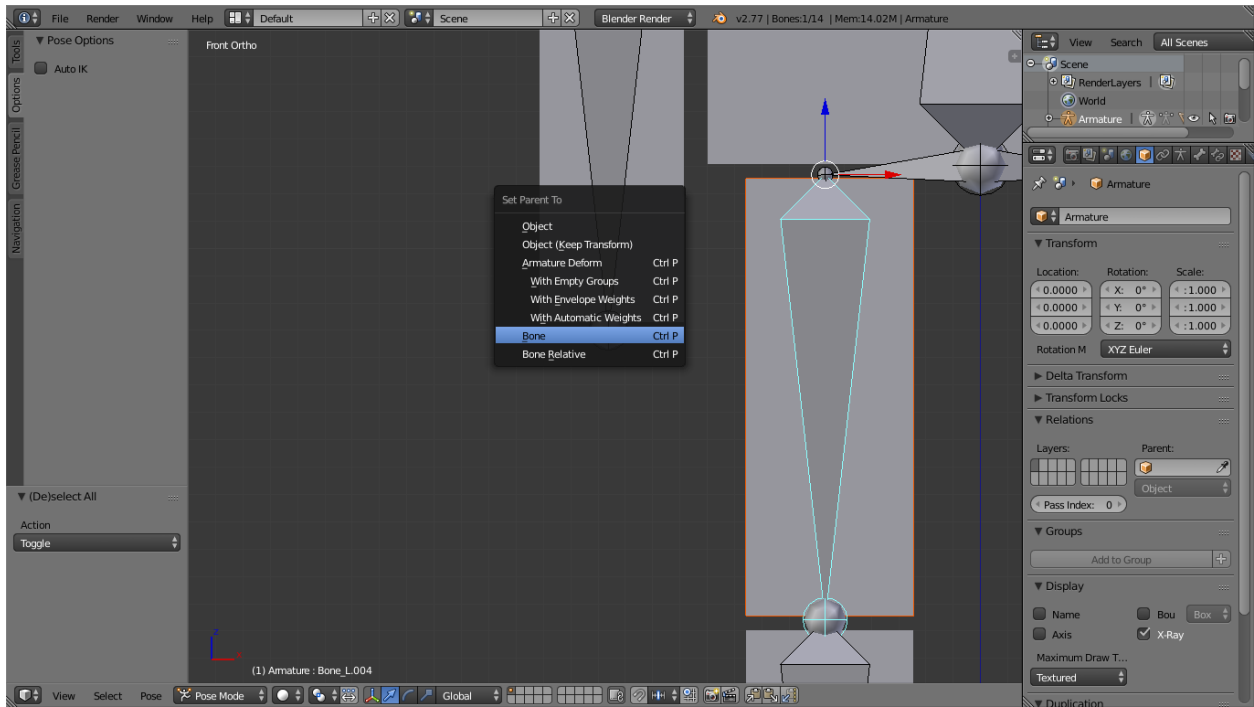 File Render Window Help Default Scene Blender Render v2.77 | Bones:1/14 | Mem:14.02M | Armature
Tools
Options
Grease Pencil
Navigation
Pose Options
Auto IK
(De)select All
Action
Toggle
Front Ortho
Set Parent To
Object
Object (Keep Transform)
Armature Deform Ctrl P
With Empty Groups Ctrl P
With Envelope Weights Ctrl P
With Automatic Weights Ctrl P
Bone Ctrl P
Bone Relative Ctrl P
z
(1) Armature : Bone_L.004
View Select Pose Pose Mode Global
View Search All Scenes
Scene
RenderLayers |
World
Armature |
Armature
Armature
Transform
Location: Rotation: Scale:
0.0000 X: 0° :1.000
0.0000 Y: 0° :1.000
0.0000 Z: 0° :1.000
Rotation M XYZ Euler
Delta Transform
Transform Locks
Relations
Layers: Parent:
Object
Pass Index: 0
Groups
Add to Group
Display
Name Bou Box
Axis X-Ray
Maximum Draw T...
Textured
Duplication